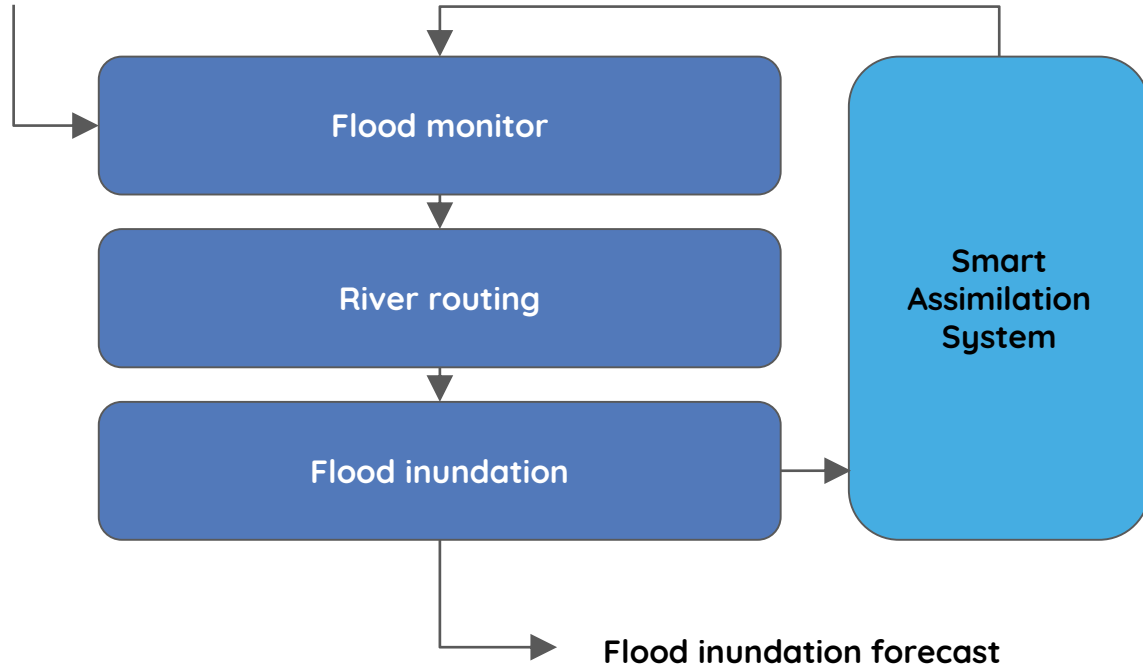 Flood monitor
River routing
Smart
Assimilation
System
Flood inundation
Flood inundation forecast